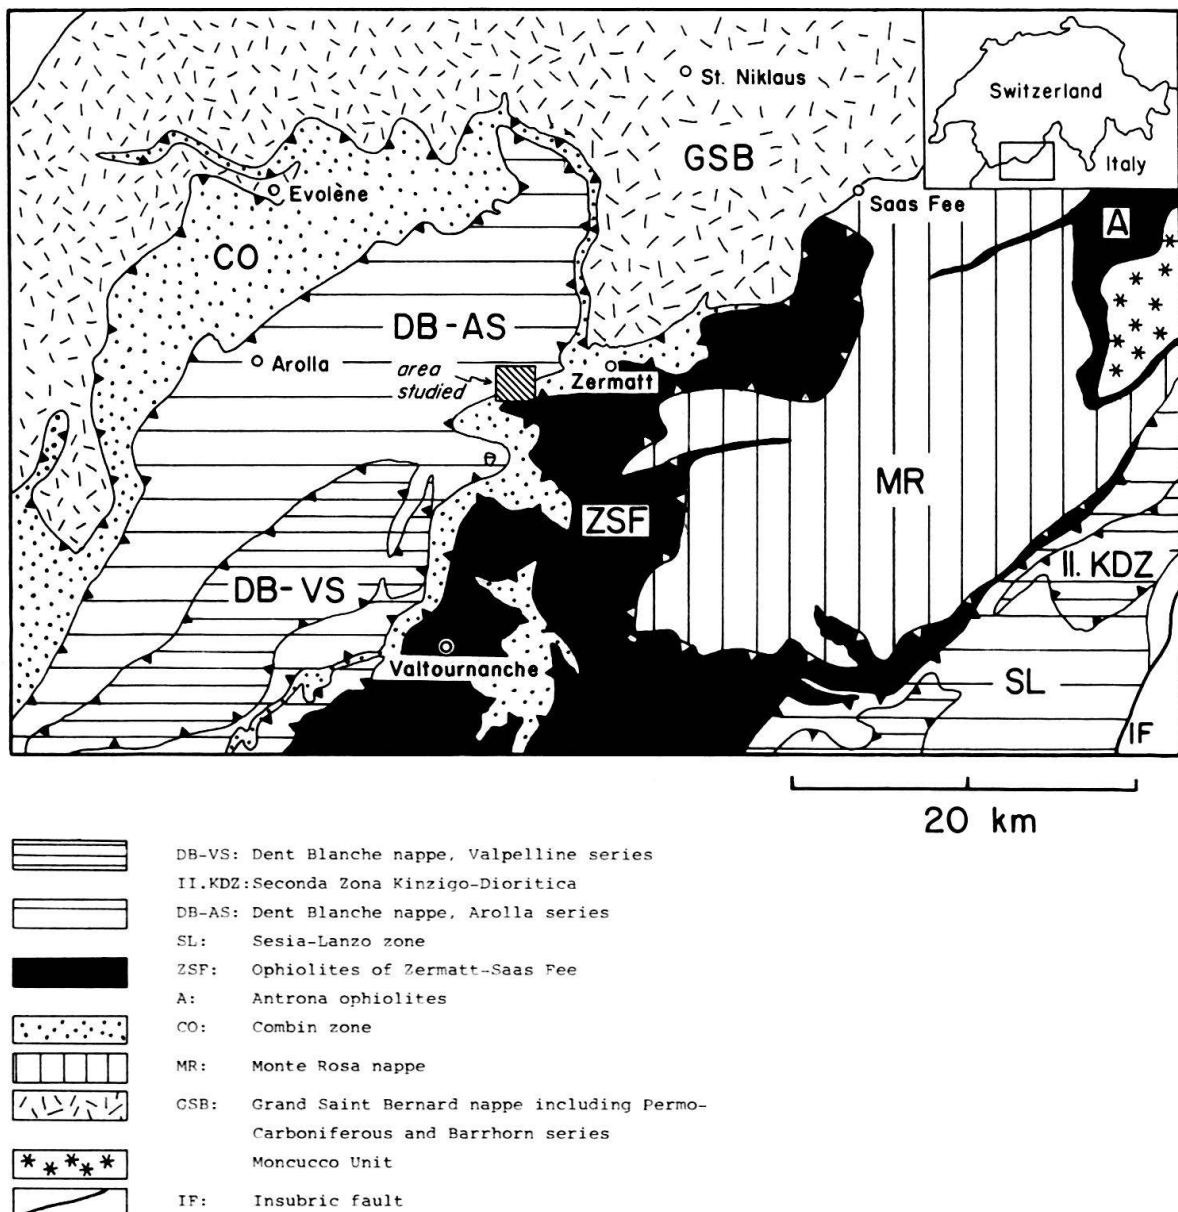 St. Niklaus
Switzerland
Italy
GSB
Evolène
Saas Fee
A
CO
DB-AS
Arolla
area
studied
Zermatt
MR
ZSF
II. KDZ
DB-VS
Valtournanche
SL
IF
20 km
DB-VS: Dent Blanche nappe, Valpelline series
II.KDZ: Seconda Zona Kinzigo-Dioritica
DB-AS: Dent Blanche nappe, Arolla series
SL: Sesia-Lanzo zone
ZSF: Ophiolites of Zermatt-Saas Fee
A: Antrona ophiolites
CO: Combin zone
MR: Monte Rosa nappe
GSB: Grand Saint Bernard nappe including Permo-
Carboniferous and Barrhorn series
Moncucco Unit
IF: Insubric fault